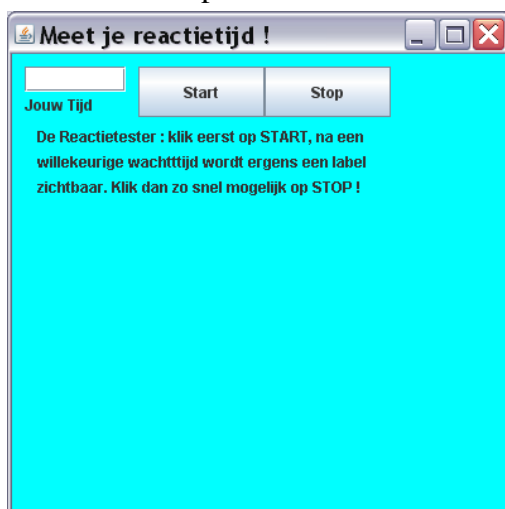 Meet je reactietijd !
Start
Stop
Jouw Tijd
De Reactietester : klik eerst op START, na een
willekeurige wachtttijd wordt ergens een label
zichtbaar. Klik dan zo snel mogelijk op STOP !